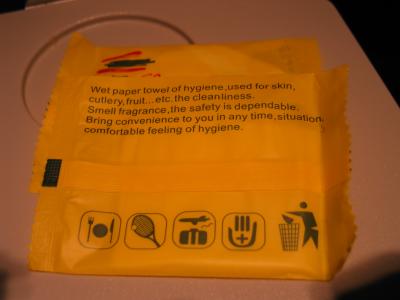 Wet paper towel of hygiene,used for skin,
cutlery,fruit...etc.the cleanliness.
Smell fragrance,the safety is dependable.
Bring convenience to you in any time,situation
comfortable feeling of hygiene.